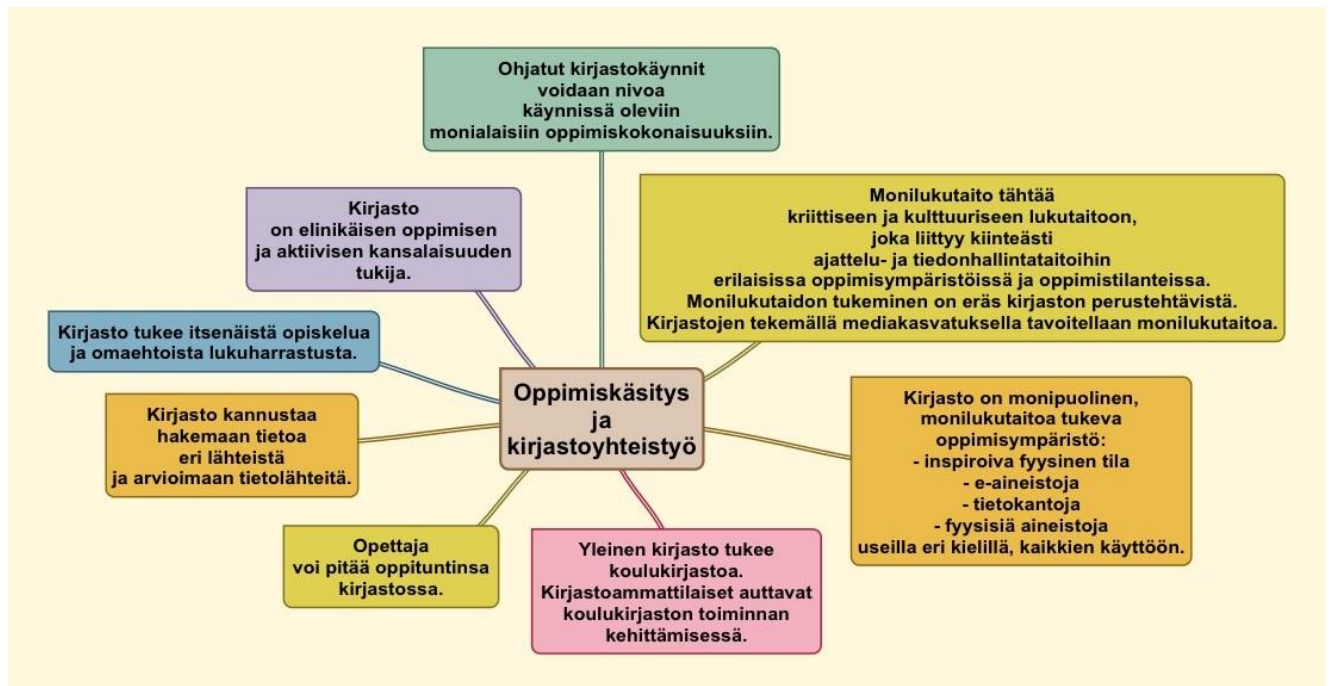 Ohjatut kirjastokäynnit
voidaan nivoa
käynnissä oleviin
monialaisiin oppimiskokonaisuuksiin.
Kirjasto
on elinikäisen oppimisen
ja aktiivisen kansalaisuuden
tukija.
Monilukutaito tähtää
kriittiseen ja kulttuuriseen lukutaitoon,
joka liittyy kiinteästi
ajattelu- ja tiedonhallintataitoihin
erilaisissa oppimisympäristöissä ja oppimistilanteissa.
Monilukutaidon tukeminen on eräs kirjaston perustehtävistä.
Kirjastojen tekemällä mediakasvatuksella tavoitellaan monilukutaitoa.
Kirjasto tukee itsenäistä opiskelua
ja omaehtoista lukuharrastusta.
Oppimiskäsitys
ja
kirjastoyhteistyö
Kirjasto kannustaa
hakemaan tietoa
eri lähteistä
ja arvioimaan tietolähteitä.
Kirjasto on monipuolinen,
monilukutaitoa tukeva
oppimisympäristö:
- inspiroiva fyysinen tila
- e-aineistoja
- tietokantoja
- fyysisiä aineistoja
useilla eri kielillä, kaikkien käyttöön.
Opettaja
voi pitää oppituntinsa
kirjastossa.
Yleinen kirjasto tukee
koulukirjastoa.
Kirjastoammattilaiset auttavat
koulukirjaston toiminnan
kehittämisessä.